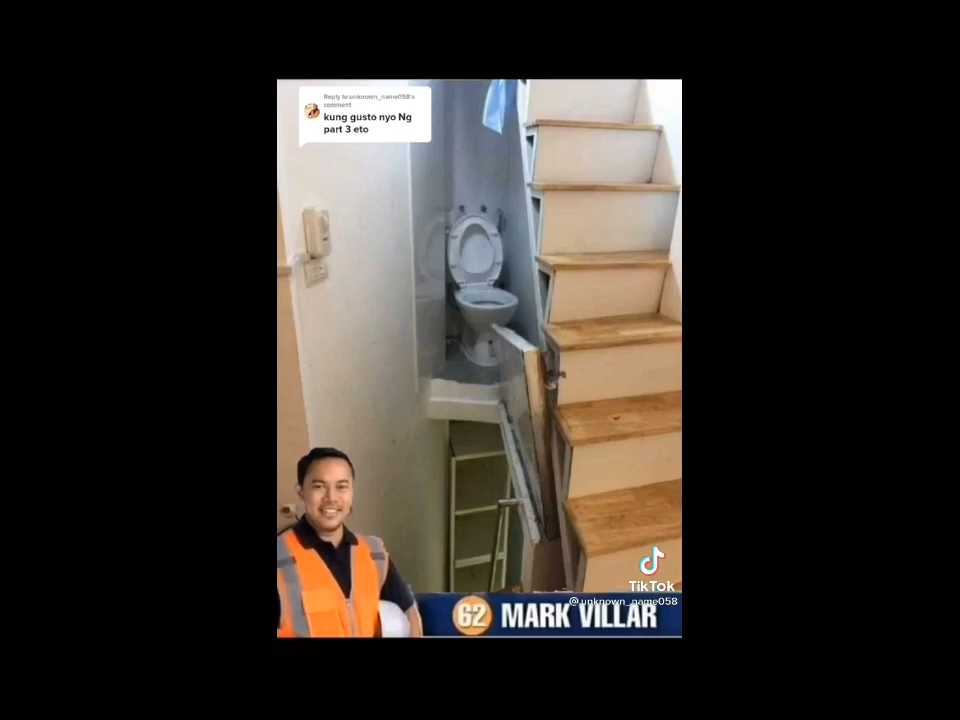 Reply to unknown_name058's
comment
kung gusto nyo Ng
part 3 eto
TikTok
@unknown_name058
62 MARK VILLAR